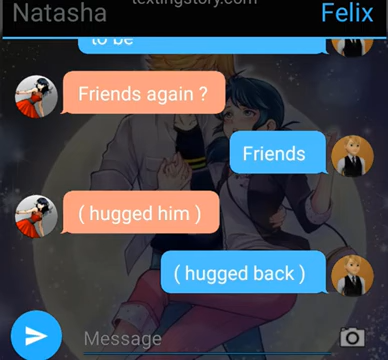 textingstory.com
Natasha
Felix
to be
Friends again ?
Friends
( hugged him )
( hugged back )
Message